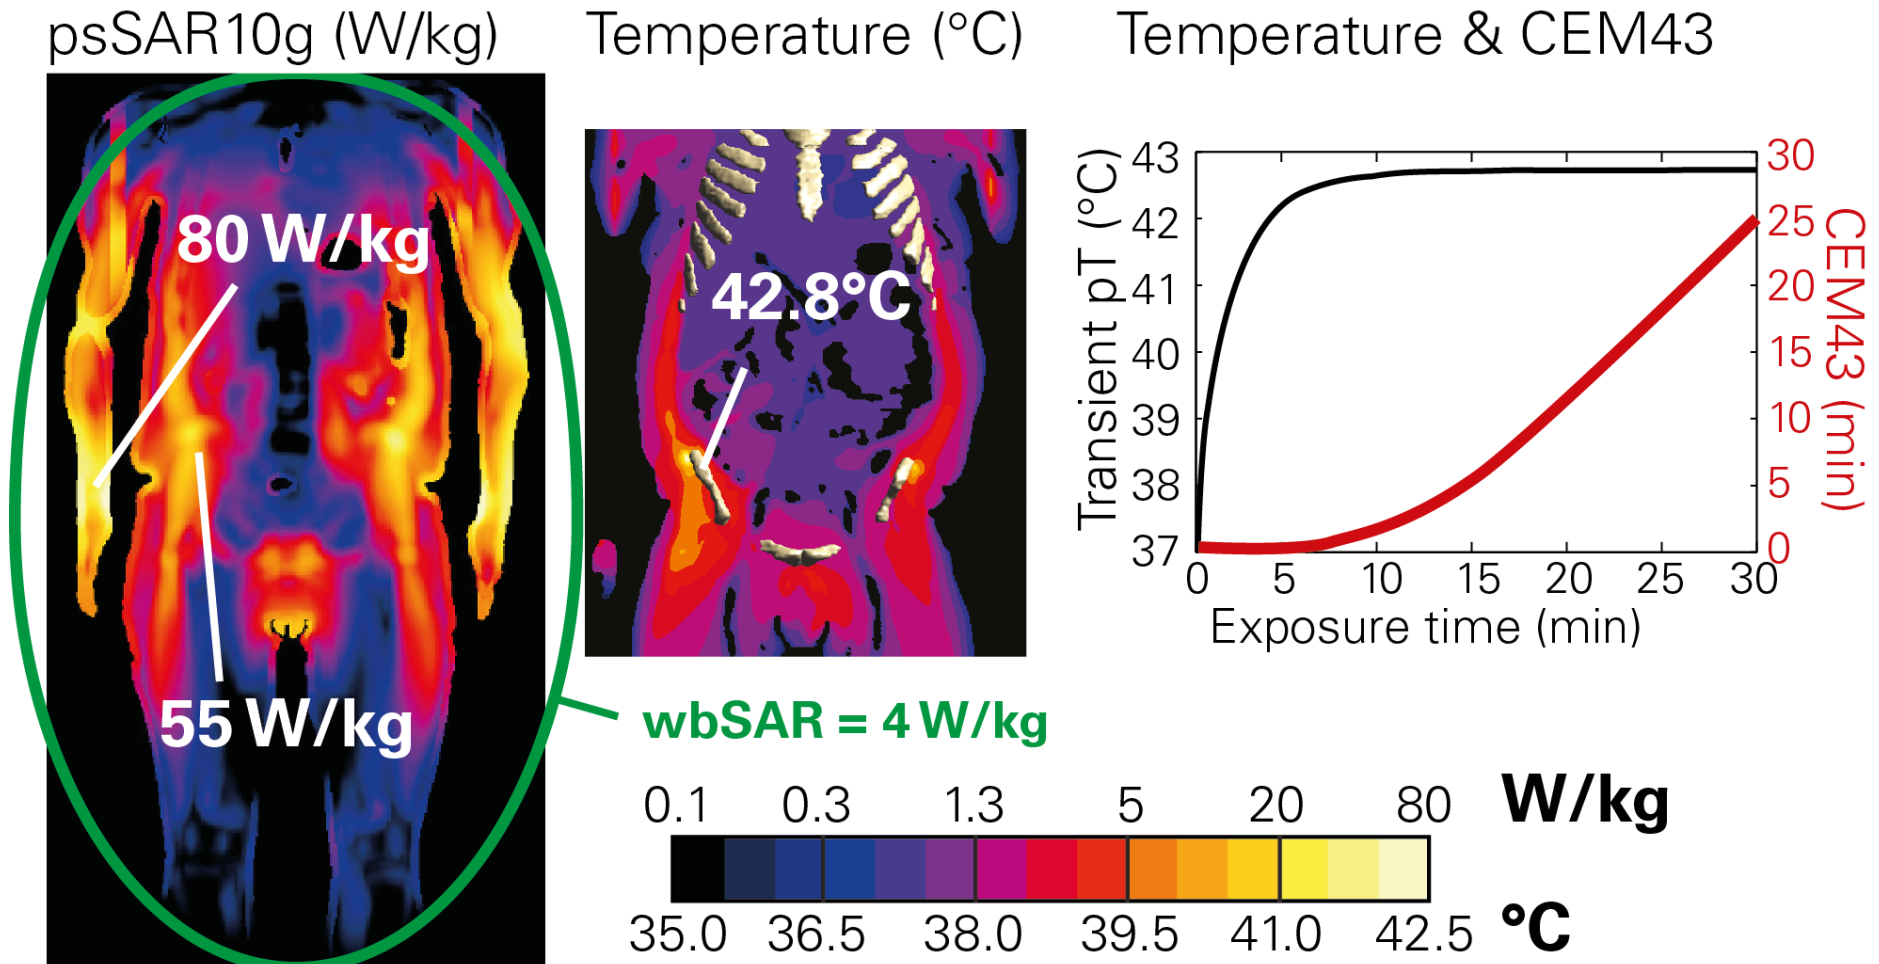 psSAR10g (W/kg)
Temperature (°C)
Temperature & CEM43
80 W/kg
55 W/kg
42.8°C
wbSAR = 4 W/kg
Transient pT (°C)
43
42
41
40
39
38
37
30
25
20
15
10
5
0
CEM43 (min)
0 5 10 15 20 25 30
Exposure time (min)
0.1 0.3 1.3 5 20 80 W/kg
35.0 36.5 38.0 39.5 41.0 42.5 °C